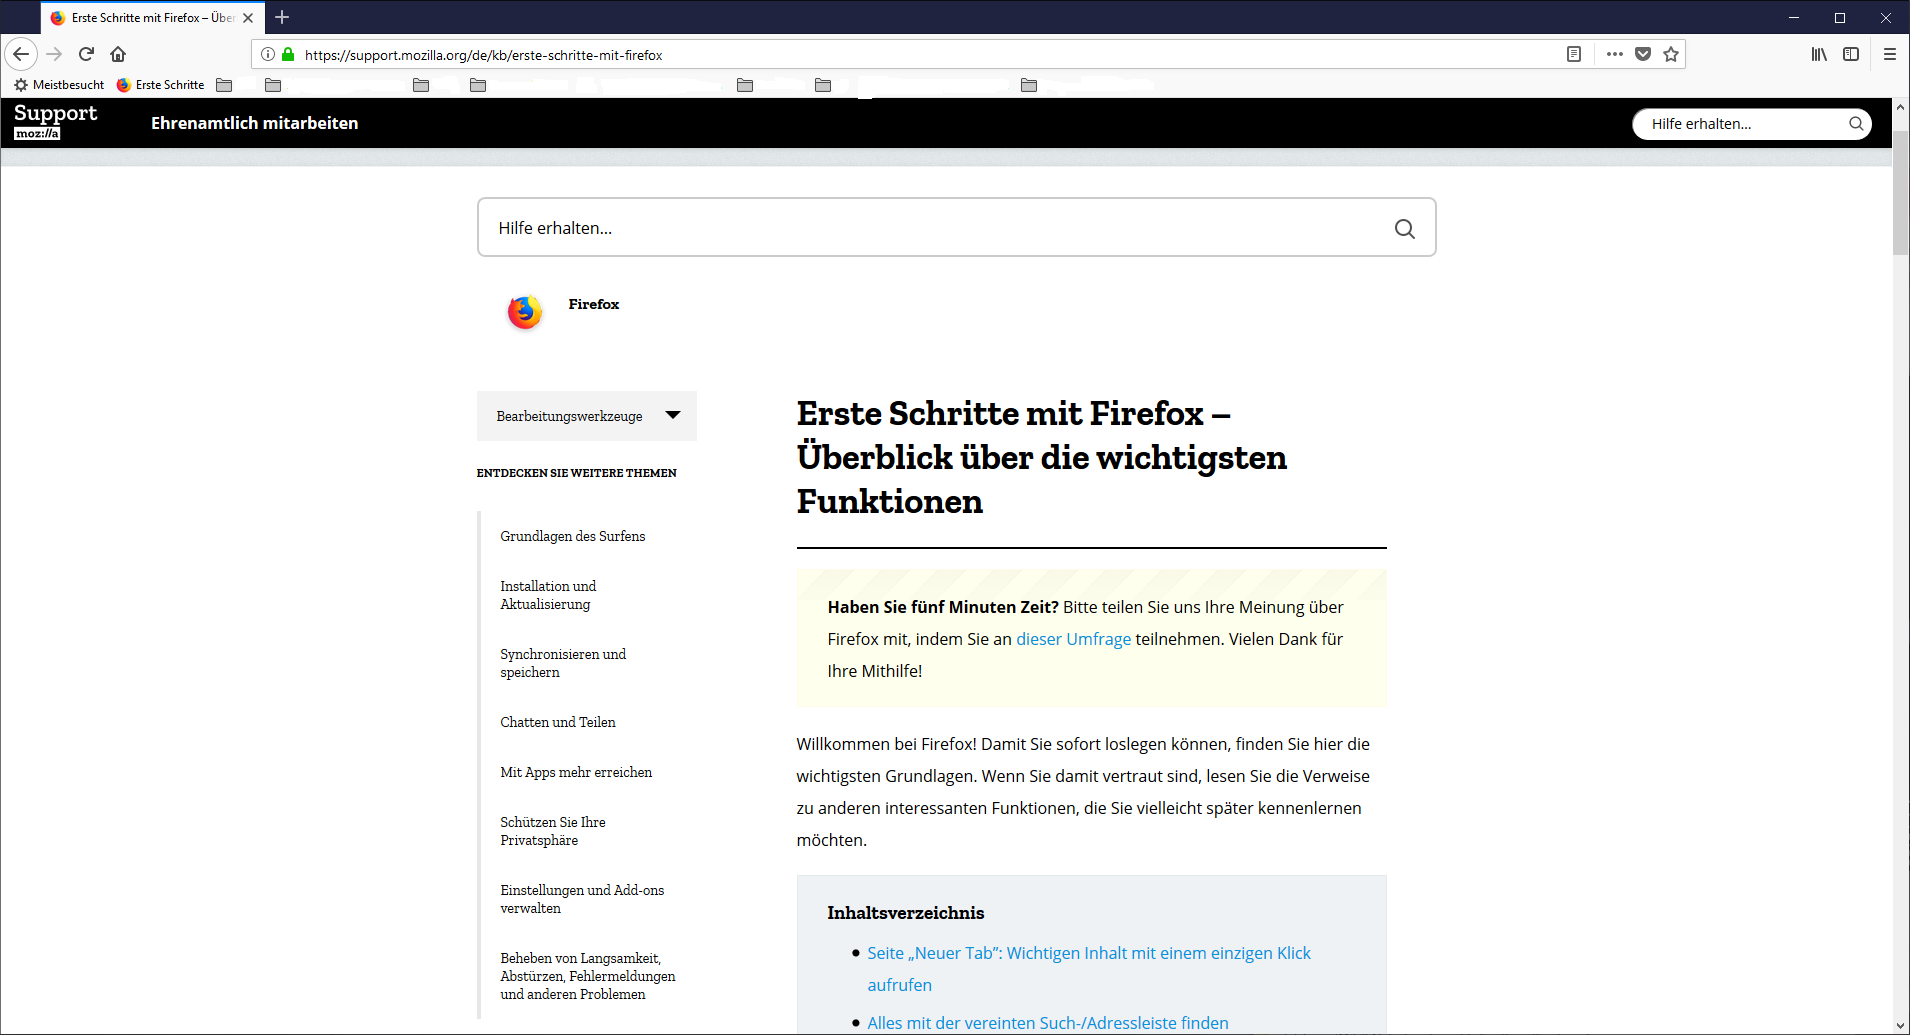 Erste Schritte mit Firefox – Über
https://support.mozilla.org/de/kb/erste-schritte-mit-firefox
Meistbesucht Erste Schritte
Support
moz://a
Ehrenamtlich mitarbeiten
Hilfe erhalten...
Hilfe erhalten...
Firefox
Bearbeitungswerkzeuge
ENTDECKEN SIE WEITERE THEMEN
Grundlagen des Surfens
Installation und
Aktualisierung
Synchronisieren und
speichern
Chatten und Teilen
Mit Apps mehr erreichen
Schützen Sie Ihre
Privatsphäre
Einstellungen und Add-ons
verwalten
Beheben von Langsamkeit,
Abstürzen, Fehlermeldungen
und anderen Problemen
Erste Schritte mit Firefox –
Überblick über die wichtigsten
Funktionen
Haben Sie fünf Minuten Zeit? Bitte teilen Sie uns Ihre Meinung über
Firefox mit, indem Sie an dieser Umfrage teilnehmen. Vielen Dank für
Ihre Mithilfe!
Willkommen bei Firefox! Damit Sie sofort loslegen können, finden Sie hier die
wichtigsten Grundlagen. Wenn Sie damit vertraut sind, lesen Sie die Verweise
zu anderen interessanten Funktionen, die Sie vielleicht später kennenlernen
möchten.
Inhaltsverzeichnis
Seite „Neuer Tab”: Wichtigen Inhalt mit einem einzigen Klick
aufrufen
Alles mit der vereinten Such-/Adressleiste finden